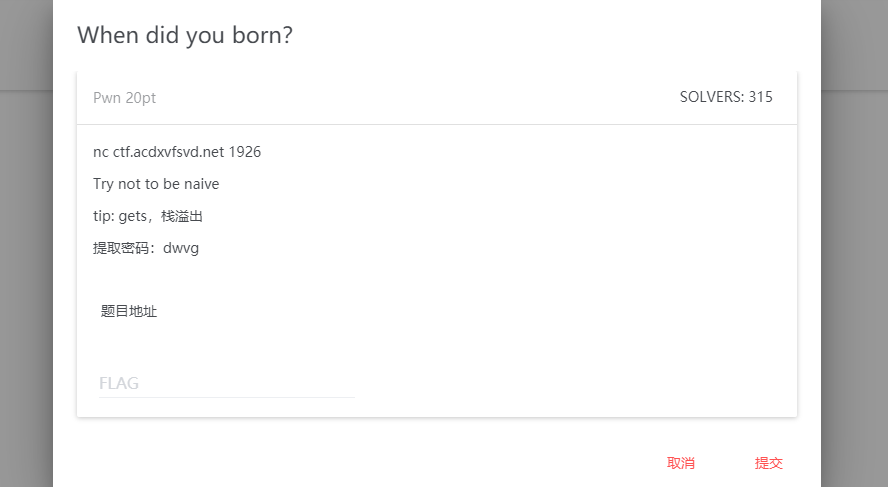 When did you born?
Pwn 20pt
SOLVERS: 315
nc ctf.acdxvfsvd.net 1926
Try not to be naive
tip: gets，栈溢出
提取密码：dwvg
题目地址
FLAG
取消 提交